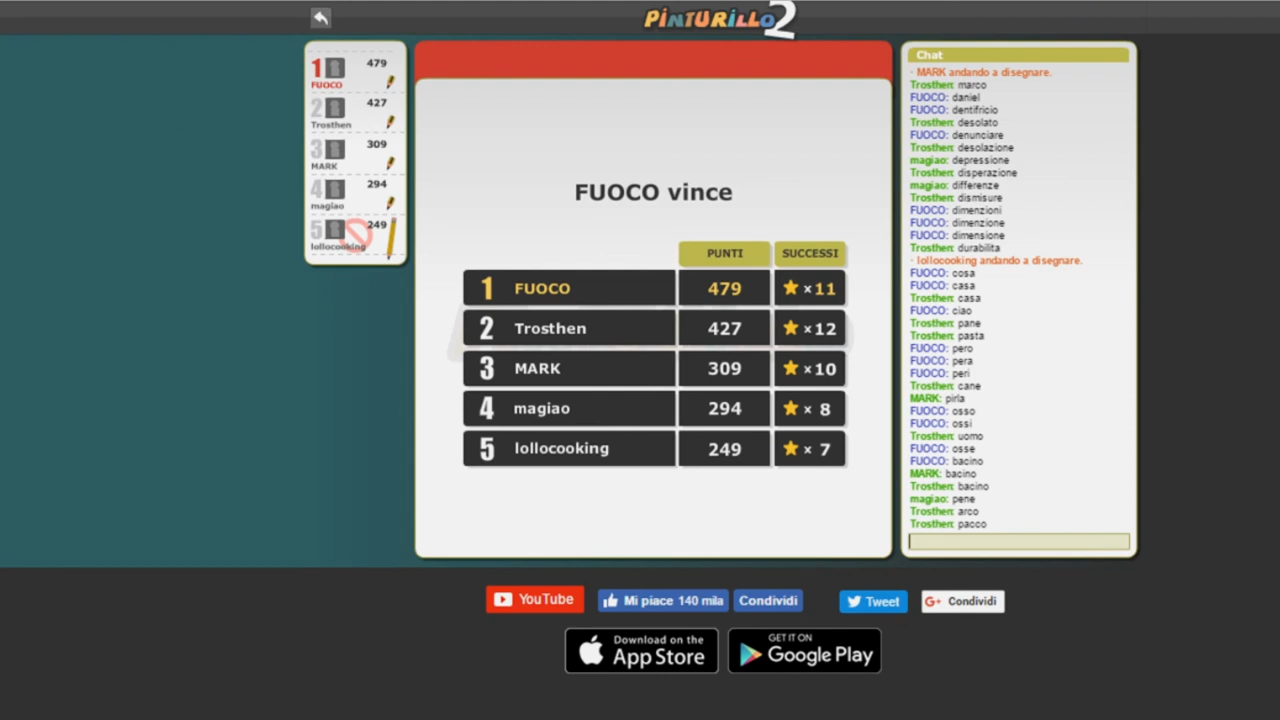 PINTURILLO 2
1 479
FUOCO
2 427
Trosthen
3 309
MARK
4 294
magiao
5 249
lollocooking
FUOCO vince
PUNTI SUCCESSI
1 FUOCO 479 × 11
2 Trosthen 427 × 12
3 MARK 309 × 10
4 magiao 294 × 8
5 lollocooking 249 × 7
Chat
· MARK andando a disegnare.
Trosthen: marco
FUOCO: daniel
FUOCO: dentifricio
Trosthen: desolato
FUOCO: denunciare
Trosthen: desolazione
magiao: depressione
Trosthen: disperazione
magiao: differenze
Trosthen: dismisure
FUOCO: dimenzioni
FUOCO: dimenzione
FUOCO: dimensione
Trosthen: durabilita
· lollocooking andando a disegnare.
FUOCO: cosa
FUOCO: casa
Trosthen: casa
FUOCO: ciao
Trosthen: pane
Trosthen: pasta
FUOCO: pero
FUOCO: pera
FUOCO: peri
Trosthen: cane
MARK: pirla
FUOCO: osso
FUOCO: ossi
Trosthen: uomo
FUOCO: osse
FUOCO: bacino
MARK: bacino
Trosthen: bacino
magiao: pene
Trosthen: arco
Trosthen: pacco
YouTube Mi piace 140 mila Condividi Tweet G+ Condividi
Download on the
App Store
GET IT ON
Google Play